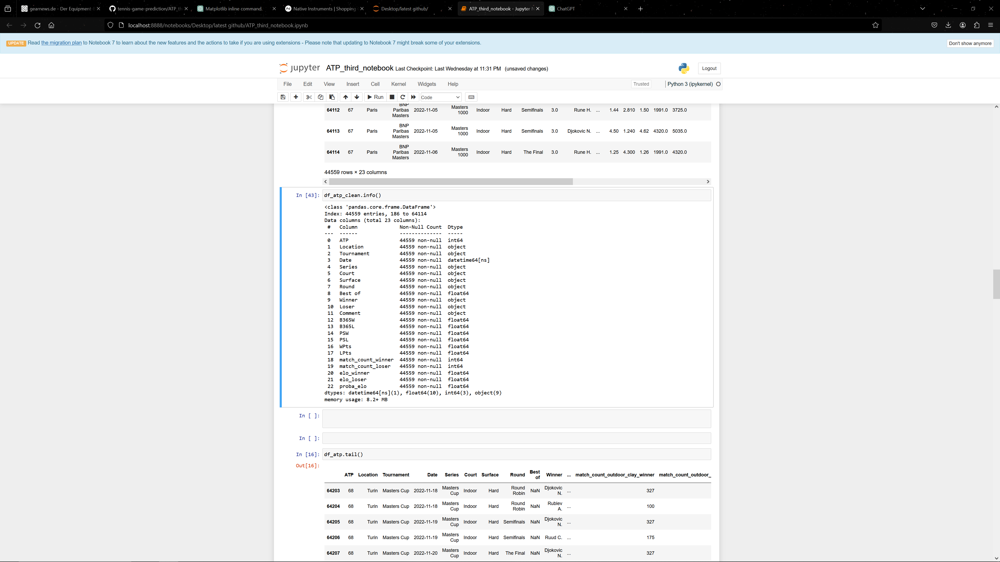 gearnews.de - Der Equipment-
tennis-game-prediction/ATP_th
Matplotlib inline command.
Native Instruments | Shopping
Desktop/latest github/
ATP_third_notebook - Jupyter N
ChatGPT
localhost:8888/notebooks/Desktop/latest github/ATP_third_notebook.ipynb
UPDATE Read the migration plan to Notebook 7 to learn about the new features and the actions to take if you are using extensions - Please note that updating to Notebook 7 might break some of your extensions.
Don't show anymore
jupyter ATP_third_notebook Last Checkpoint: Last Wednesday at 11:31 PM (unsaved changes)
Logout
File Edit View Insert Cell Kernel Widgets Help
Trusted Python 3 (ipykernel)
Run Code
64112 67 Paris BNP Paribas Masters 2022-11-05 Masters 1000 Indoor Hard Semifinals 3.0 Rune H. ... 1.44 2.810 1.50 1991.0 3725.0
64113 67 Paris BNP Paribas Masters 2022-11-05 Masters 1000 Indoor Hard Semifinals 3.0 Djokovic N. ... 4.50 1.240 4.62 4320.0 5035.0
64114 67 Paris BNP Paribas Masters 2022-11-06 Masters 1000 Indoor Hard The Final 3.0 Rune H. ... 1.25 4.300 1.26 1991.0 4320.0
44559 rows × 23 columns
In [43]: df_atp_clean.info()
<class 'pandas.core.frame.DataFrame'>
Index: 44559 entries, 186 to 64114
Data columns (total 23 columns):
# Column Non-Null Count Dtype
--- ------ -------------- -----
0 ATP 44559 non-null int64
1 Location 44559 non-null object
2 Tournament 44559 non-null object
3 Date 44559 non-null datetime64[ns]
4 Series 44559 non-null object
5 Court 44559 non-null object
6 Surface 44559 non-null object
7 Round 44559 non-null object
8 Best of 44559 non-null float64
9 Winner 44559 non-null object
10 Loser 44559 non-null object
11 Comment 44559 non-null object
12 B365W 44559 non-null float64
13 B365L 44559 non-null float64
14 PSW 44559 non-null float64
15 PSL 44559 non-null float64
16 WPts 44559 non-null float64
17 LPts 44559 non-null float64
18 match_count_winner 44559 non-null int64
19 match_count_loser 44559 non-null int64
20 elo_winner 44559 non-null float64
21 elo_loser 44559 non-null float64
22 proba_elo 44559 non-null float64
dtypes: datetime64[ns](1), float64(10), int64(3), object(9)
memory usage: 8.2+ MB
In [ ]:
In [ ]:
In [16]: df_atp.tail()
Out[16]:
ATP Location Tournament Date Series Court Surface Round Best of Winner ... match_count_outdoor_clay_winner match_count_outdoor_
64203 68 Turin Masters Cup 2022-11-18 Masters Cup Indoor Hard Round Robin NaN Djokovic N. ... 327
64204 68 Turin Masters Cup 2022-11-18 Masters Cup Indoor Hard Round Robin NaN Rublev A. ... 100
64205 68 Turin Masters Cup 2022-11-19 Masters Cup Indoor Hard Semifinals NaN Djokovic N. ... 327
64206 68 Turin Masters Cup 2022-11-19 Masters Cup Indoor Hard Semifinals NaN Ruud C. ... 175
64207 68 Turin Masters Cup 2022-11-20 Masters Cup Indoor Hard The Final NaN Djokovic N. ... 327